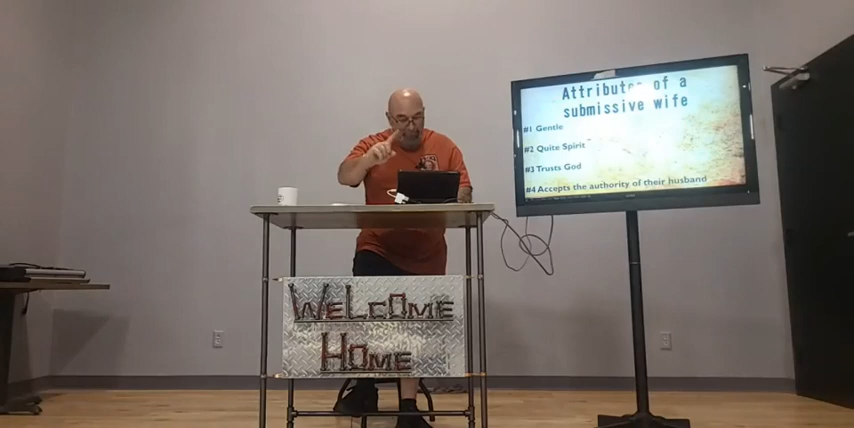 Attributes of a
submissive wife
#1 Gentle
#2 Quite Spirit
#3 Trusts God
#4 Accepts the authority of their husband
WELCOME
HOME